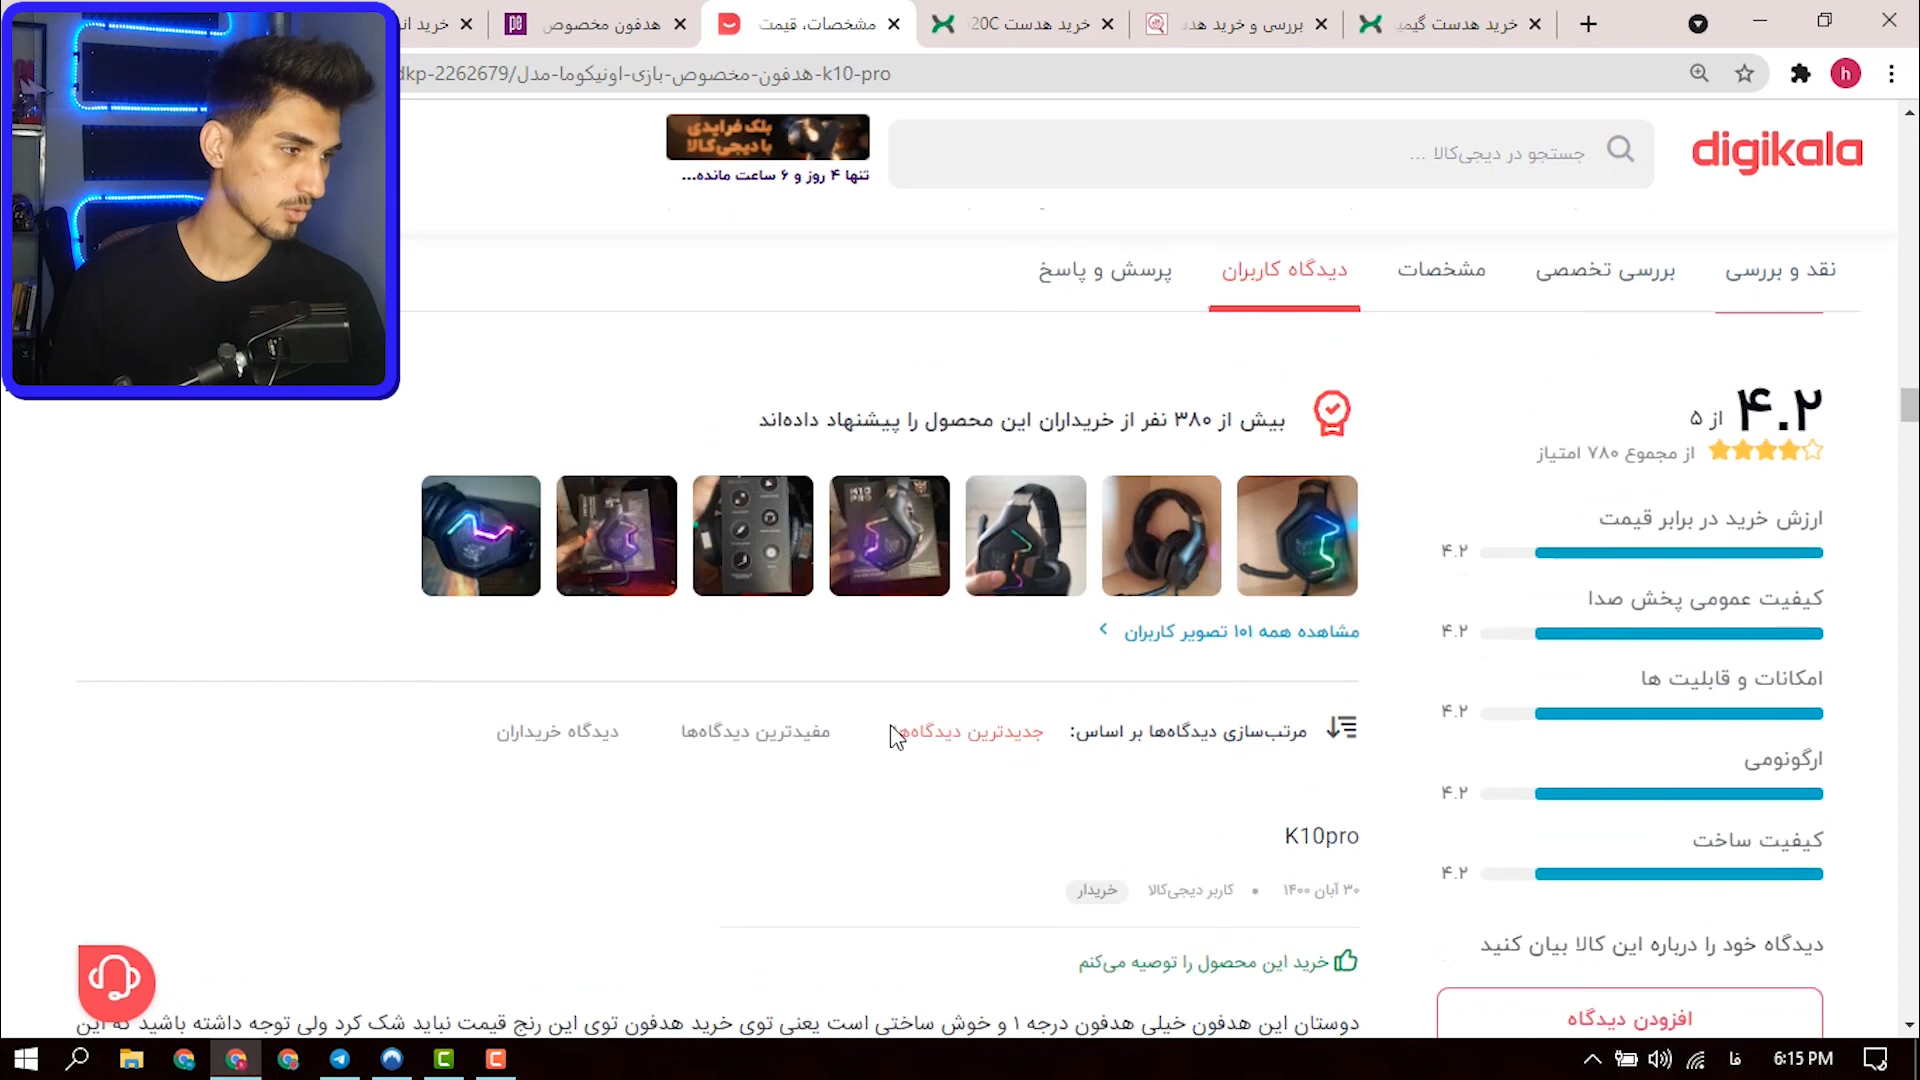 خرید ان
هدفون مخصوص
مشخصات، قیمت
خرید هدست 20C
بررسی و خرید هد
خرید هدست گیمی
dkp-2262679/هدفون-مخصوص-بازی-اونیکوما-مدل-k10-pro
h
digikala
جستجو در دیجی‌کالا ...
بلک فرایدی
با دیجی‌کالا
تنها ۴ روز و ۶ ساعت مانده...
نقد و بررسی
بررسی تخصصی
مشخصات
دیدگاه کاربران
پرسش و پاسخ
۴.۲ از ۵
از مجموع ۷۸۰ امتیاز
ارزش خرید در برابر قیمت
۴.۲
کیفیت عمومی پخش صدا
۴.۲
امکانات و قابلیت ها
۴.۲
ارگونومی
۴.۲
کیفیت ساخت
۴.۲
دیدگاه خود را درباره این کالا بیان کنید
افزودن دیدگاه
بیش از ۳۸۰ نفر از خریداران این محصول را پیشنهاد داده‌اند
K10
PRO
مشاهده همه ۱۰۱ تصویر کاربران
مرتب‌سازی دیدگاه‌ها بر اساس:
جدیدترین دیدگاه‌ها
مفیدترین دیدگاه‌ها
دیدگاه خریداران
K10pro
۳۰ آبان ۱۴۰۰ • کاربر دیجی‌کالا خریدار
خرید این محصول را توصیه می‌کنم
دوستان این هدفون خیلی هدفون درجه ۱ و خوش ساختی است یعنی توی خرید هدفون توی این رنج قیمت نباید شک کرد ولی توجه داشته باشید که این
فا
6:15 PM